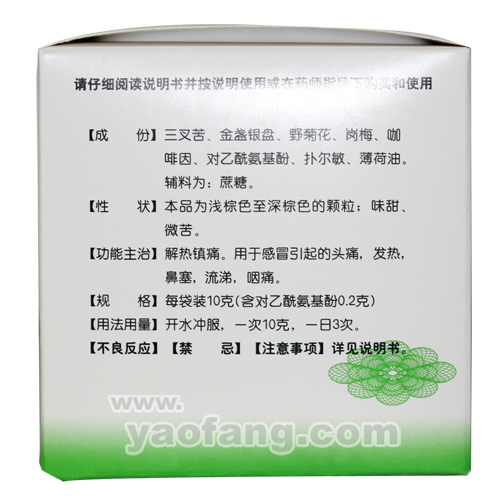 请仔细阅读说明书并按说明使用或在药师指导下购买和使用
【成　份】 三叉苦、金盏银盘、野菊花、岗梅、咖
啡因、对乙酰氨基酚、扑尔敏、薄荷油。
辅料为：蔗糖。
【性　状】 本品为浅棕色至深棕色的颗粒；味甜、
微苦。
【功能主治】 解热镇痛。用于感冒引起的头痛，发热，
鼻塞，流涕，咽痛。
【规　格】 每袋装10克(含对乙酰氨基酚0.2克)
【用法用量】 开水冲服，一次10克，一日3次。
【不良反应】【禁　忌】【注意事项】详见说明书。
www.
yaofang.com